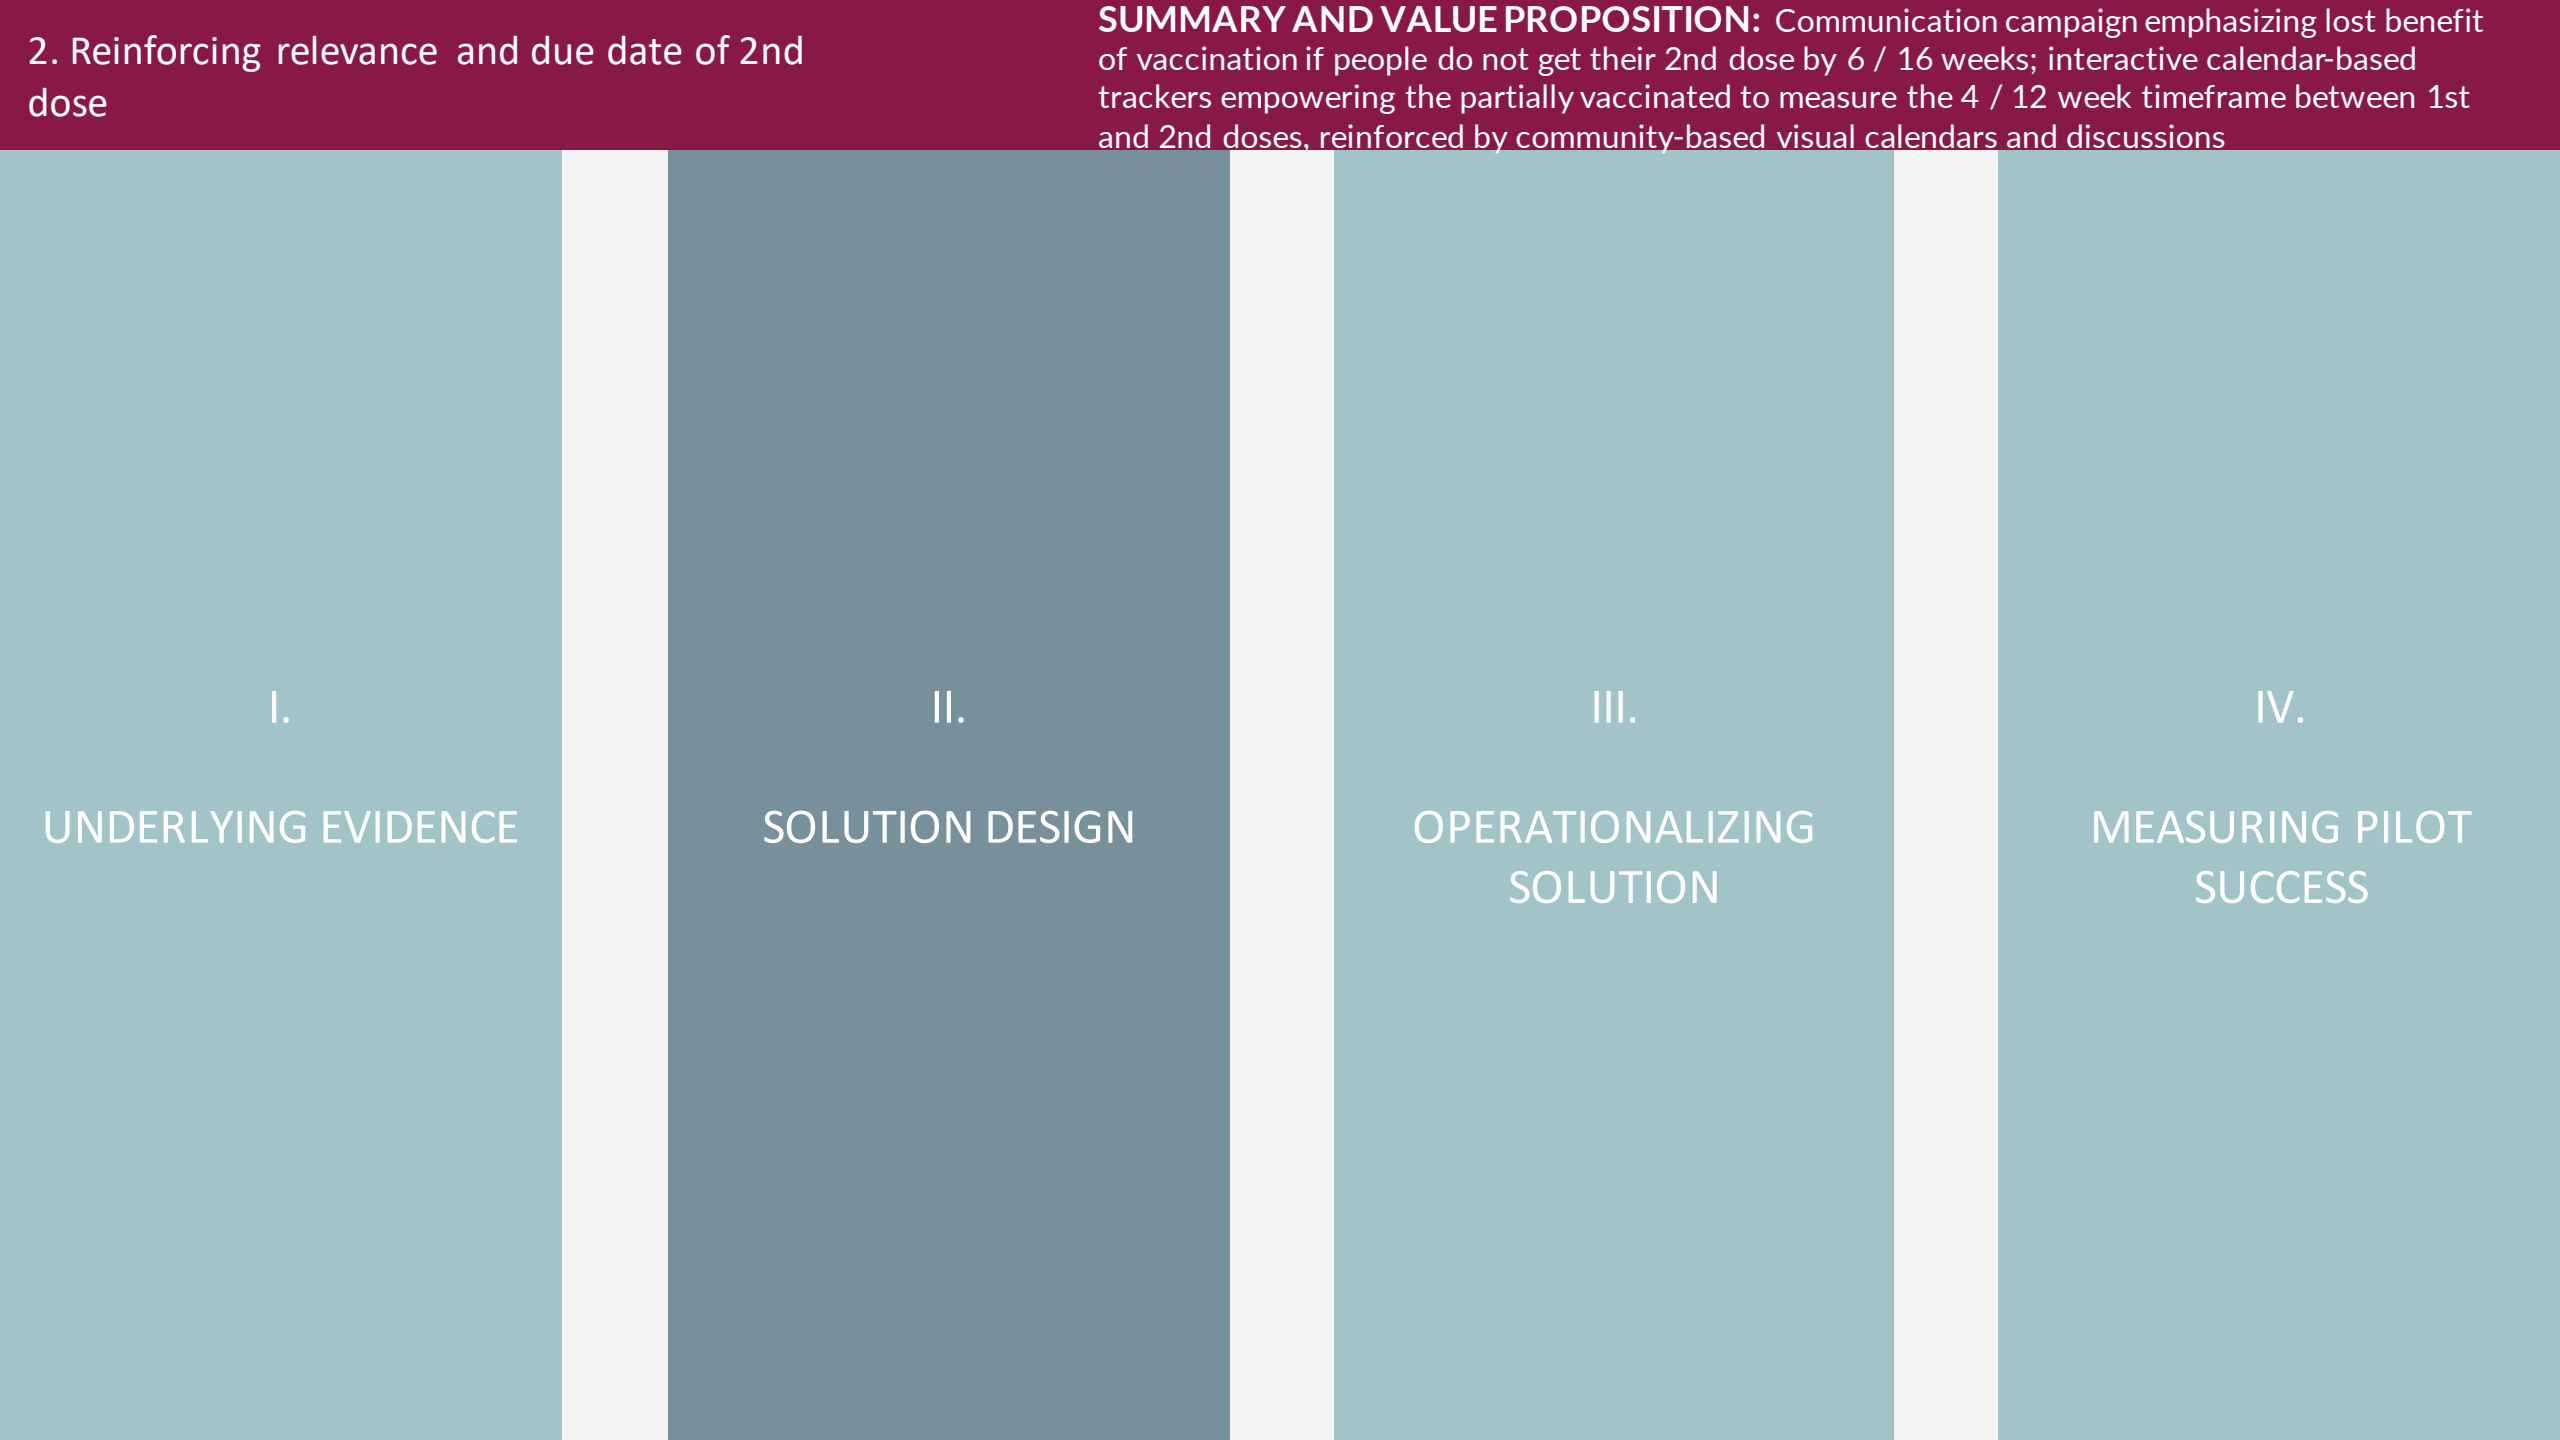 2. Reinforcing relevance and due date of 2nd
dose
SUMMARY AND VALUE PROPOSITION: Communication campaign emphasizing lost benefit
of vaccination if people do not get their 2nd dose by 6 / 16 weeks; interactive calendar-based
trackers empowering the partially vaccinated to measure the 4 / 12 week timeframe between 1st
and 2nd doses, reinforced by community-based visual calendars and discussions
I.
UNDERLYING EVIDENCE
II.
SOLUTION DESIGN
III.
OPERATIONALIZING
SOLUTION
IV.
MEASURING PILOT
SUCCESS